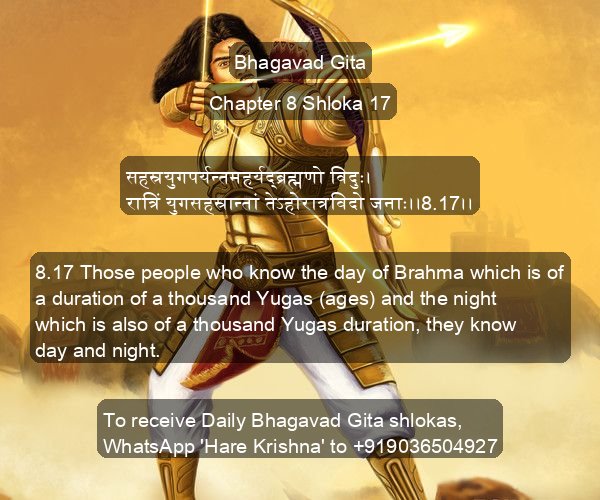 Bhagavad Gita
Chapter 8 Shloka 17
सहस्रयुगपर्यन्तमहर्यद्ब्रह्मणो विदुः।
रात्रिं युगसहस्रान्तां तेऽहोरात्रविदो जनाः।।8.17।।
8.17 Those people who know the day of Brahma which is of
a duration of a thousand Yugas (ages) and the night
which is also of a thousand Yugas duration, they know
day and night.
To receive Daily Bhagavad Gita shlokas,
WhatsApp 'Hare Krishna' to +919036504927